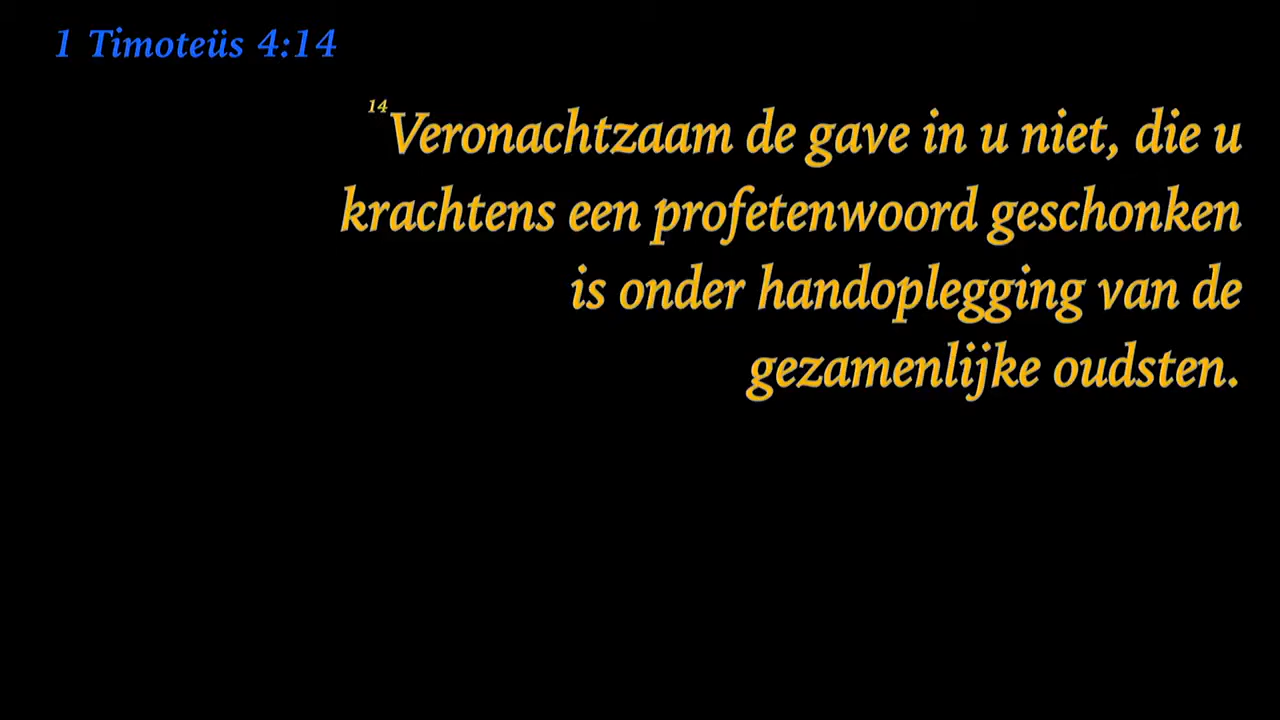 1 Timoteüs 4:14
14Veronachtzaam de gave in u niet, die u
krachtens een profetenwoord geschonken
is onder handoplegging van de
gezamenlijke oudsten.